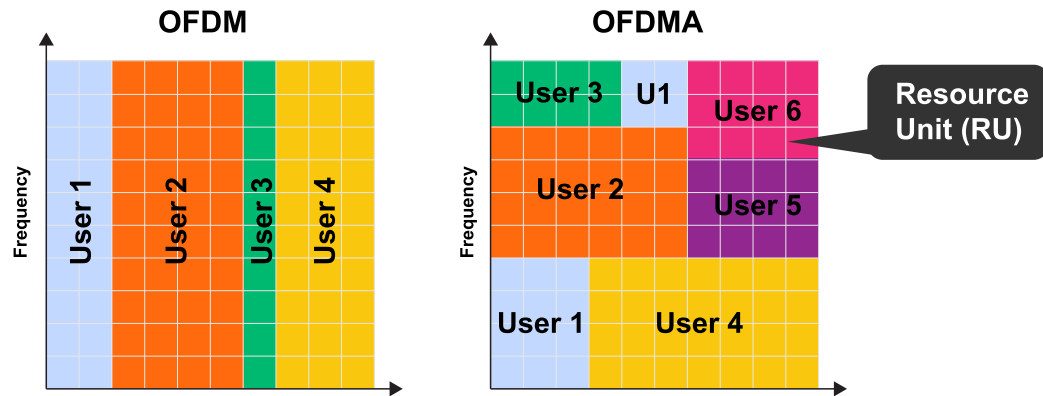 OFDM
Frequency
User 1
User 2
User 3
User 4
OFDMA
Frequency
User 3
U1
User 6
User 2
User 5
User 1
User 4
Resource
Unit (RU)